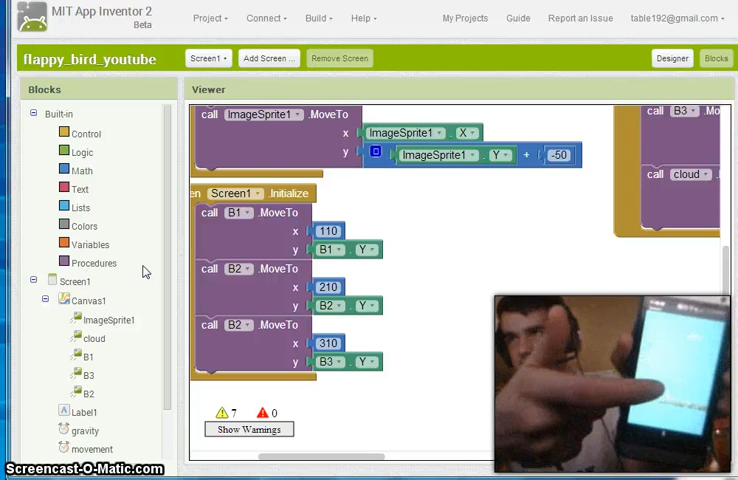 MIT App Inventor 2
Beta
Project Connect Build Help My Projects Guide Report an Issue table192@gmail.com
flappy_bird_youtube Screen1 Add Screen ... Remove Screen Designer Blocks
Blocks
Built-in
Control
Logic
Math
Text
Lists
Colors
Variables
Procedures
Screen1
Canvas1
ImageSprite1
cloud
B1
B3
B2
Label1
gravity
movement
Viewer
call ImageSprite1 .MoveTo
x ImageSprite1 . X
y ImageSprite1 . Y + -50
Screen1 .Initialize
call B1 .MoveTo
x 110
y B1 . Y
call B2 .MoveTo
x 210
y B2 . Y
call B2 .MoveTo
x 310
y B3 . Y
call B3
call cloud
7 0
Show Warnings
Screencast-O-Matic.com